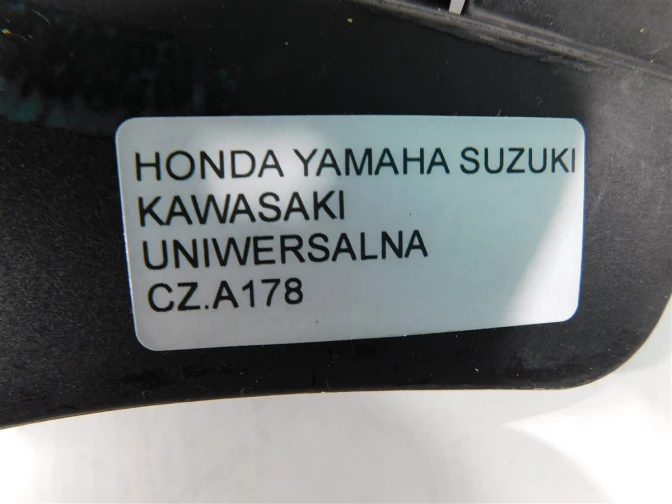 HONDA YAMAHA SUZUKI
KAWASAKI
UNIWERSALNA
CZ.A178